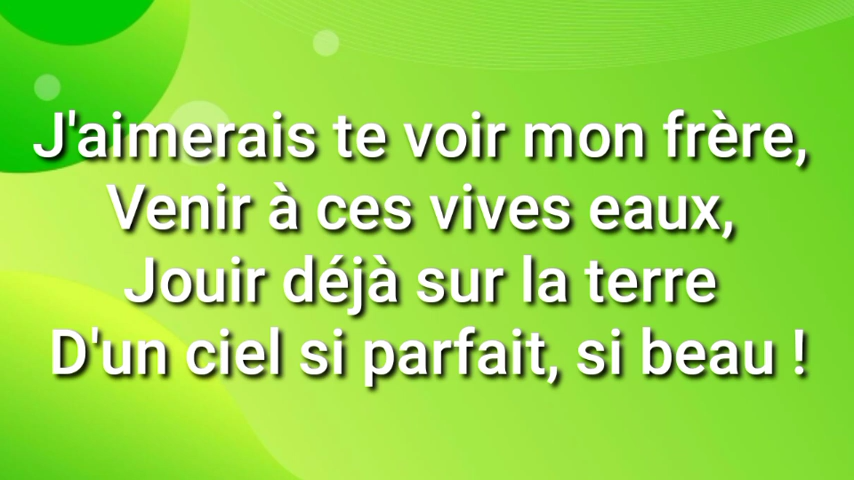 J'aimerais te voir mon frère,
Venir à ces vives eaux,
Jouir déjà sur la terre
D'un ciel si parfait, si beau !